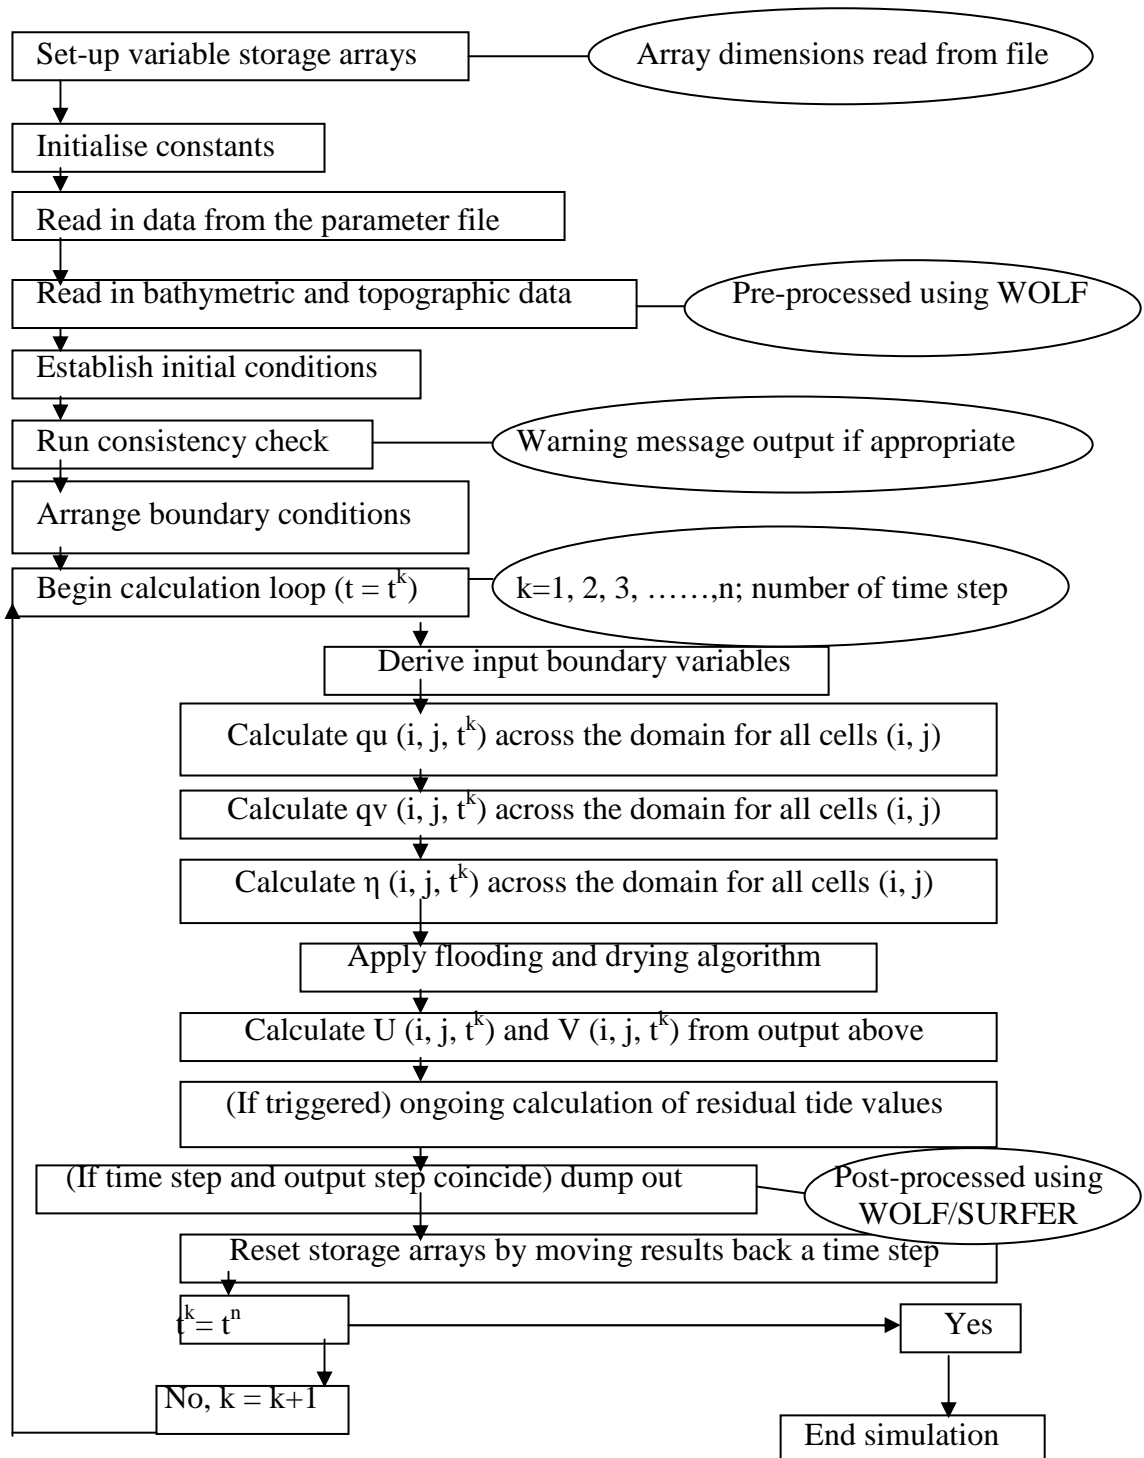 Set-up variable storage arrays
Array dimensions read from file
Initialise constants
Read in data from the parameter file
Read in bathymetric and topographic data
Pre-processed using WOLF
Establish initial conditions
Run consistency check
Warning message output if appropriate
Arrange boundary conditions
Begin calculation loop (t = t^k)
k=1, 2, 3, ……,n; number of time step
Derive input boundary variables
Calculate qu (i, j, t^k) across the domain for all cells (i, j)
Calculate qv (i, j, t^k) across the domain for all cells (i, j)
Calculate η (i, j, t^k) across the domain for all cells (i, j)
Apply flooding and drying algorithm
Calculate U (i, j, t^k) and V (i, j, t^k) from output above
(If triggered) ongoing calculation of residual tide values
(If time step and output step coincide) dump out
Post-processed using
WOLF/SURFER
Reset storage arrays by moving results back a time step
t^k= t^n
Yes
No, k = k+1
End simulation